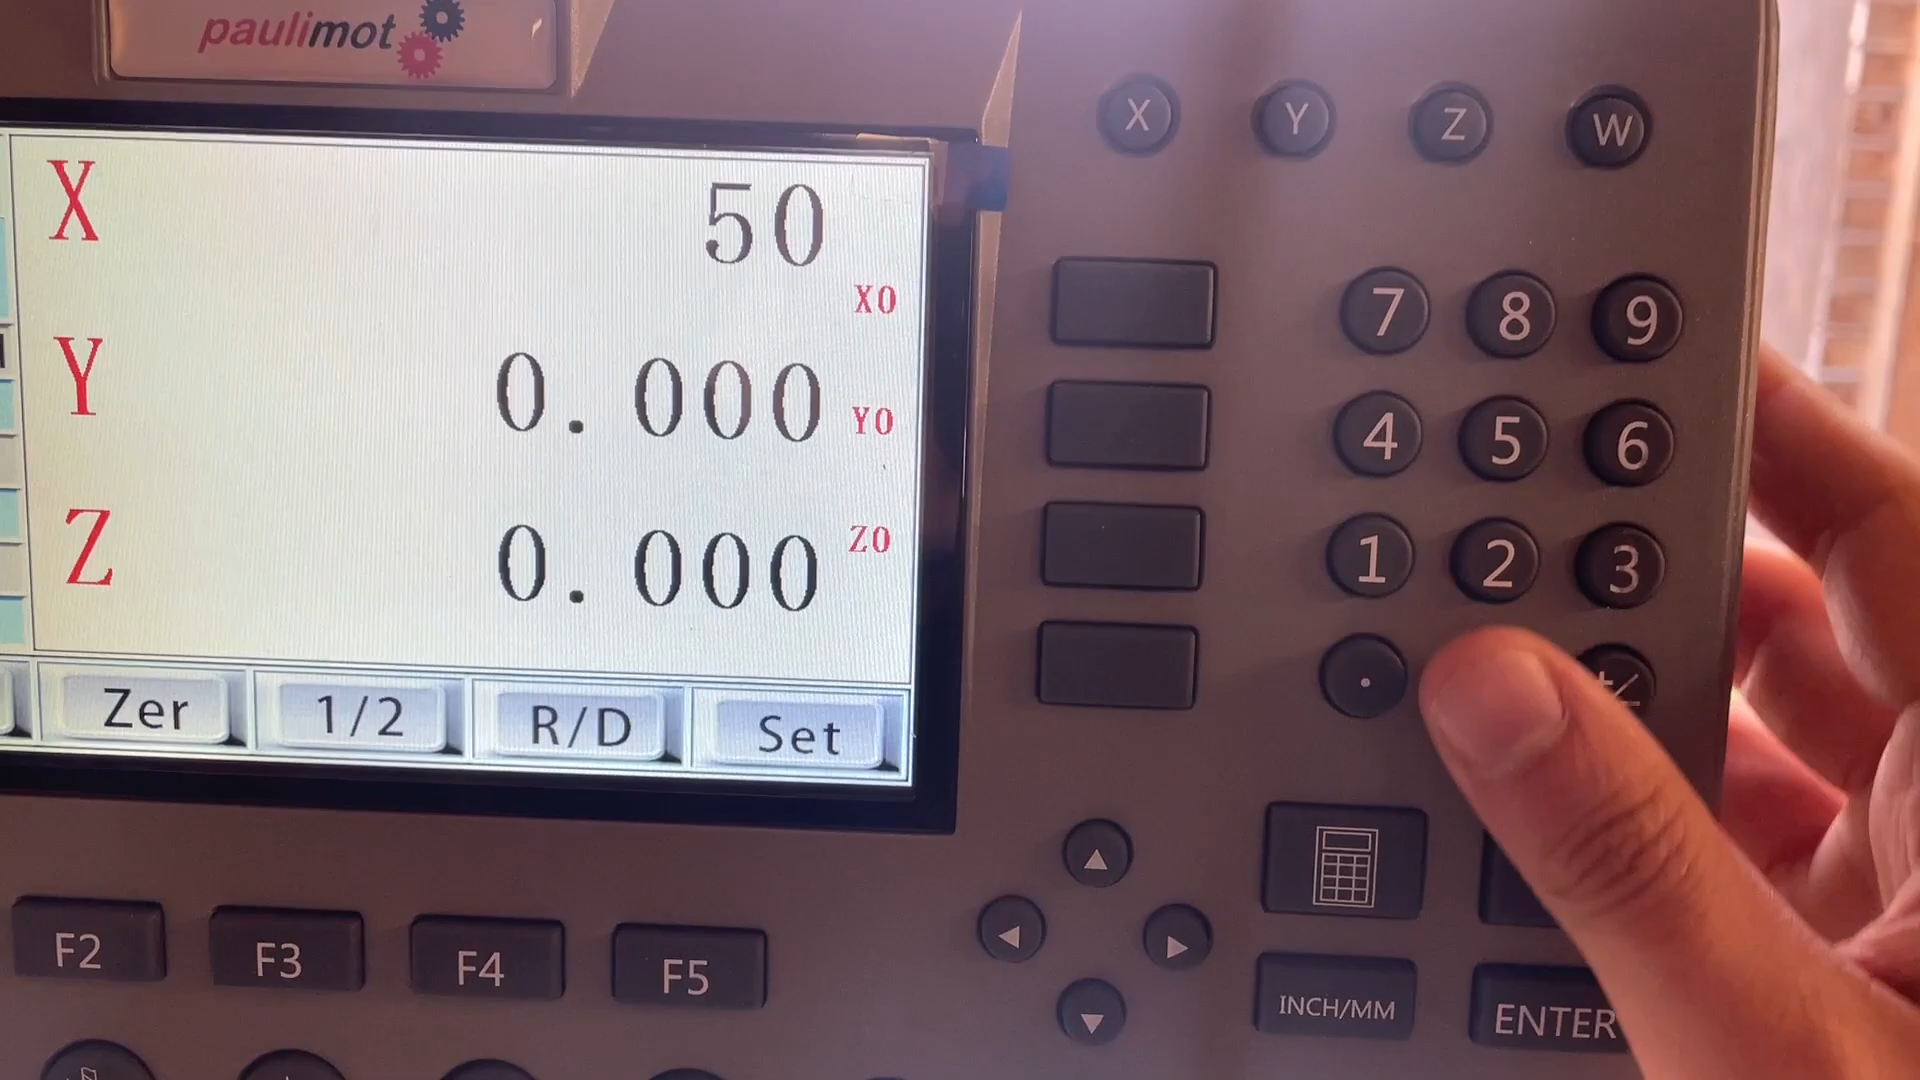 paulimot
X 50
X0
Y 0.000 Y0
Z 0.000 Z0
Zer 1/2 R/D Set
X Y Z W
7 8 9
4 5 6
1 2 3
.
F2 F3 F4 F5
INCH/MM ENTER